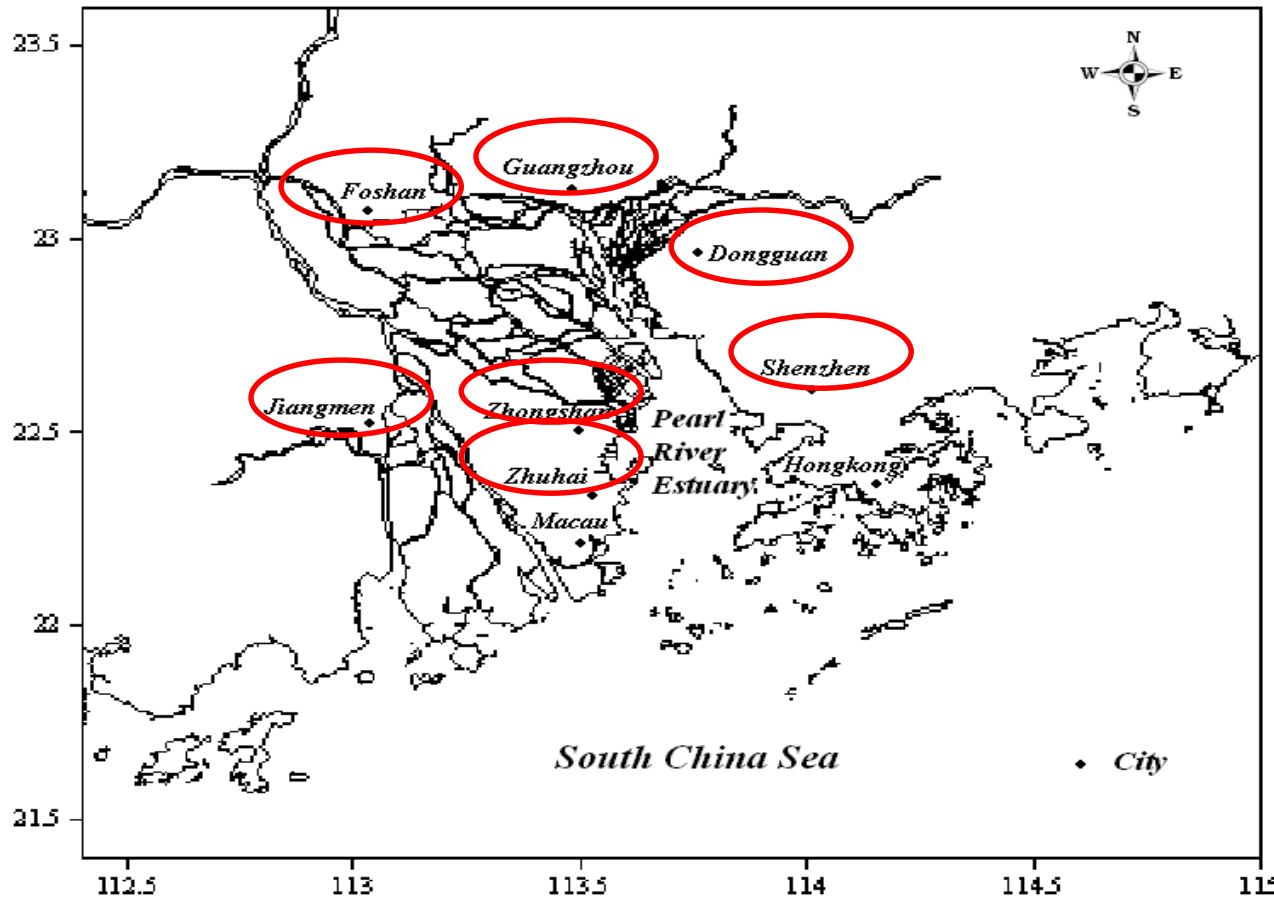 23.5
N
W E
S
Guangzhou
Foshan
23
Dongguan
Shenzhen
Jiangmen
Zhongshan
22.5
Pearl
River
Estuary
Hongkong
Zhuhai
Macau
22
South China Sea
City
21.5
112.5 113 113.5 114 114.5 115